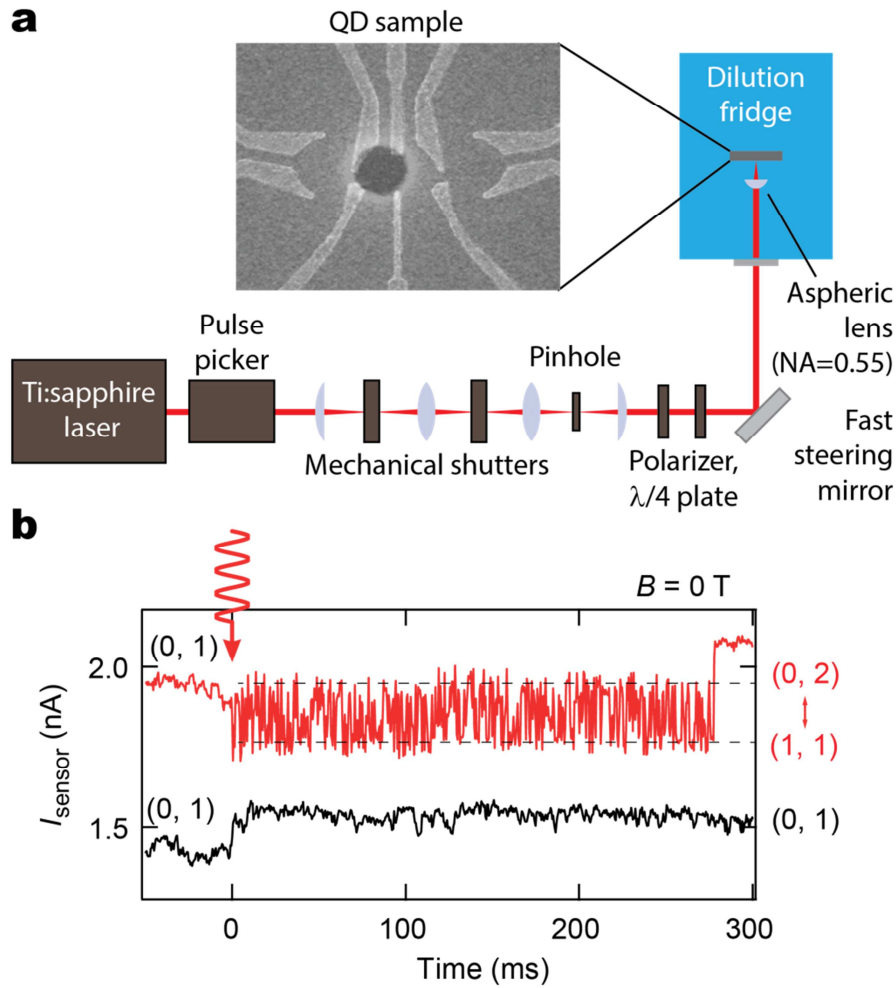 a
QD sample
Dilution
fridge
Aspheric
lens
(NA=0.55)
Pulse
picker
Pinhole
Ti:sapphire
laser
Mechanical shutters
Polarizer,
λ/4 plate
Fast
steering
mirror
b
B = 0 T
(0, 1)
2.0
(0, 2)
(1, 1)
Isensor (nA)
(0, 1)
1.5
(0, 1)
0
100
200
300
Time (ms)